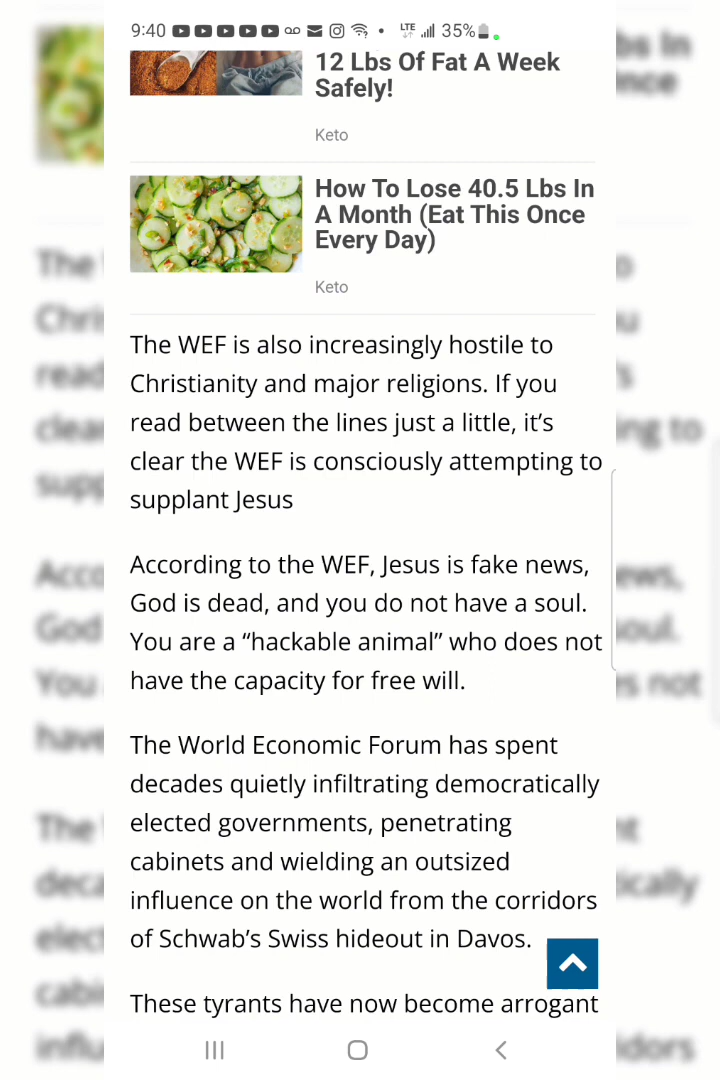 9:40 LTE 35%
12 Lbs Of Fat A Week
Safely!
Keto
How To Lose 40.5 Lbs In
A Month (Eat This Once
Every Day)
Keto
The WEF is also increasingly hostile to
Christianity and major religions. If you
read between the lines just a little, it’s
clear the WEF is consciously attempting to
supplant Jesus
According to the WEF, Jesus is fake news,
God is dead, and you do not have a soul.
You are a “hackable animal” who does not
have the capacity for free will.
The World Economic Forum has spent
decades quietly infiltrating democratically
elected governments, penetrating
cabinets and wielding an outsized
influence on the world from the corridors
of Schwab’s Swiss hideout in Davos.
These tyrants have now become arrogant